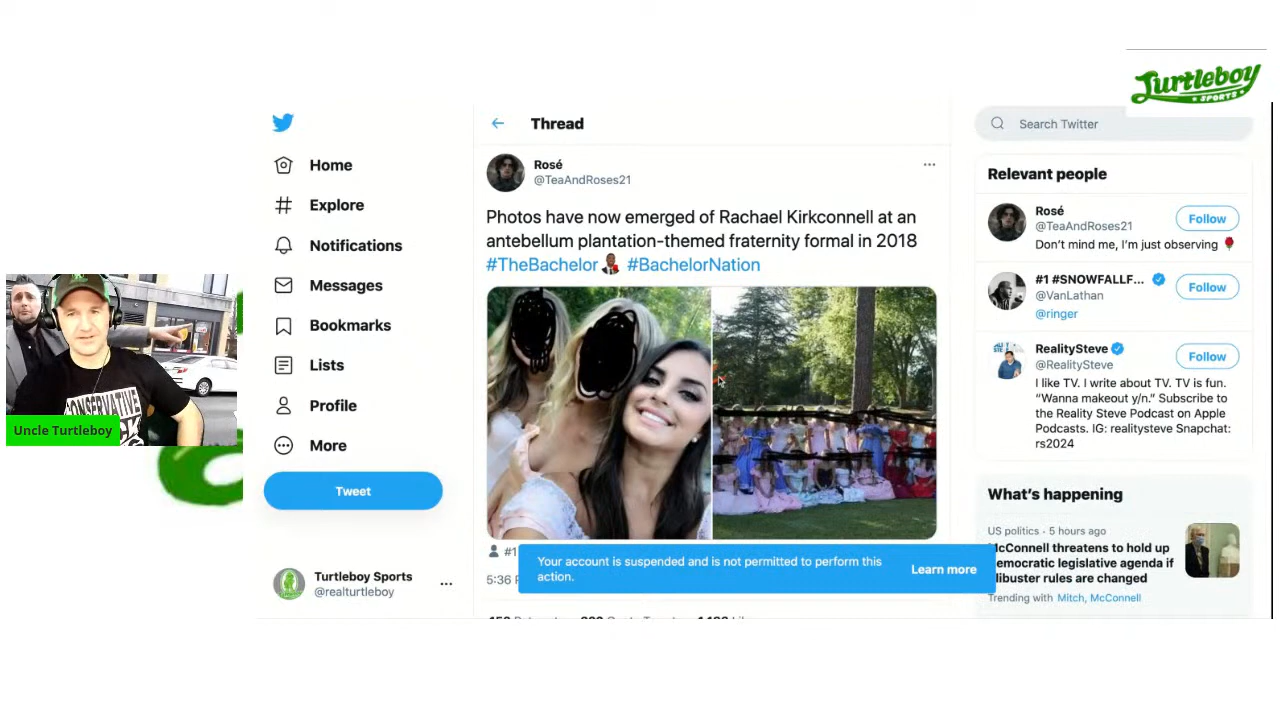 Turtleboy
SPORTS
Thread
Search Twitter
Home
Explore
Notifications
Messages
Bookmarks
Lists
Profile
More
Tweet
Turtleboy Sports
@realturtleboy
Rosé
@TeaAndRoses21
Photos have now emerged of Rachael Kirkconnell at an
antebellum plantation-themed fraternity formal in 2018
#TheBachelor #BachelorNation
#1
5:36
Your account is suspended and is not permitted to perform this
action.
Learn more
Relevant people
Rosé
@TeaAndRoses21
Follow
Don't mind me, I'm just observing
#1 #SNOWFALLF...
@VanLathan
Follow
@ringer
RealitySteve
@RealitySteve
Follow
I like TV. I write about TV. TV is fun.
"Wanna makeout y/n." Subscribe to
the Reality Steve Podcast on Apple
Podcasts. IG: realitysteve Snapchat:
rs2024
What's happening
US politics · 5 hours ago
McConnell threatens to hold up
democratic legislative agenda if
filibuster rules are changed
Trending with Mitch, McConnell
CONSERVATIVE
Uncle Turtleboy